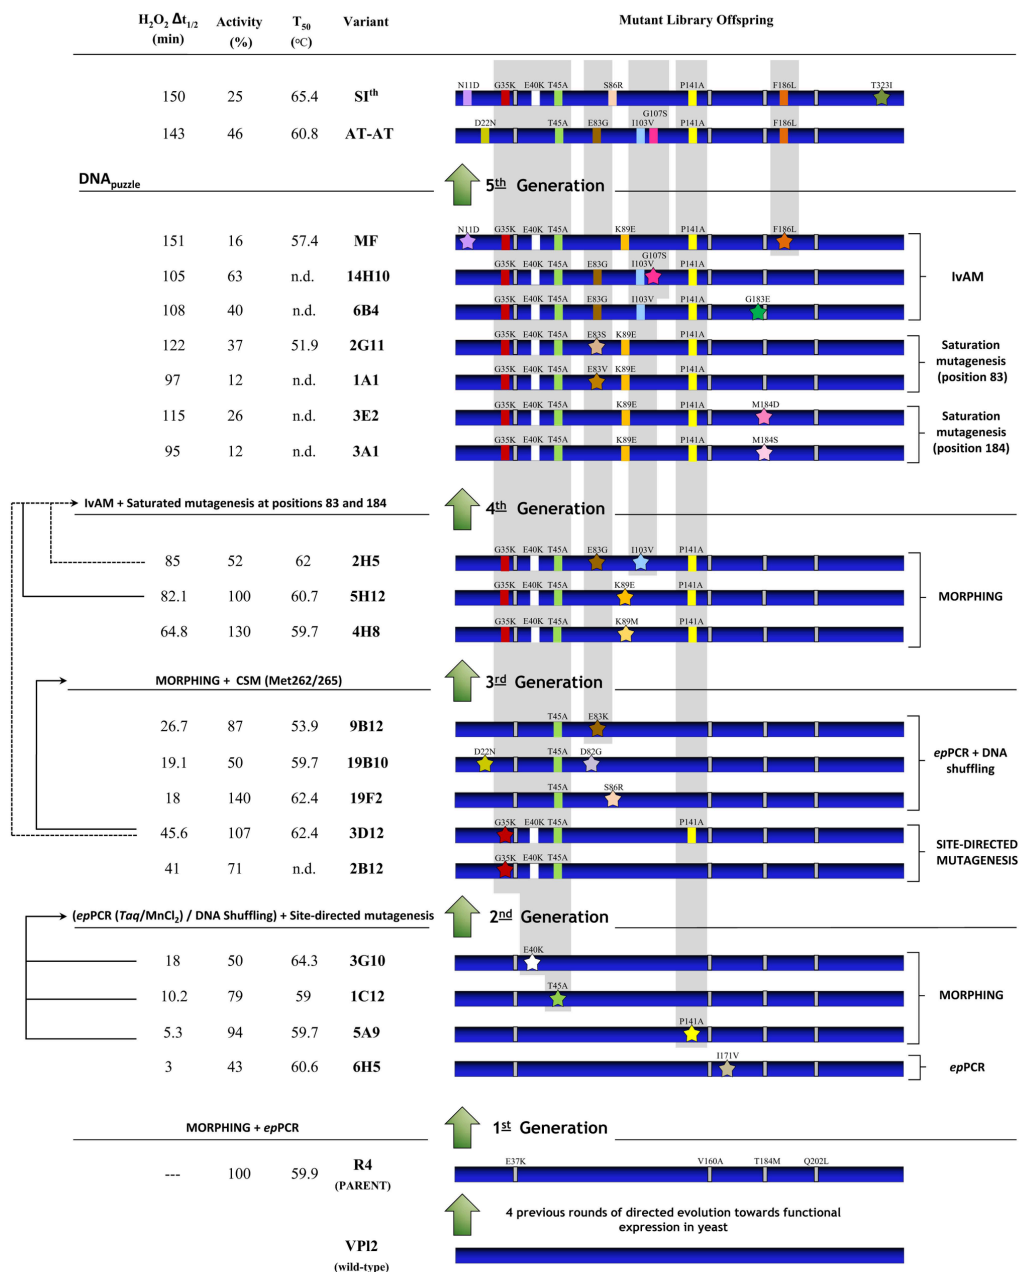 H2O2 Δt1/2 (min) Activity (%) T50 (ºC) Variant Mutant Library Offspring
N11D G35K E40K T45A S86R P141A F186L T323I
150 25 65.4 SIth
D22N T45A E83G I103V G107S P141A F186L
143 46 60.8 AT-AT
DNApuzzle 5th Generation
N11D G35K E40K T45A K89E P141A F186L
151 16 57.4 MF
G35K E40K T45A E83G I103V G107S P141A
105 63 n.d. 14H10
IvAM
G35K E40K T45A E83G I103V P141A G183E
108 40 n.d. 6B4
G35K E40K T45A E83S K89E P141A
122 37 51.9 2G11
Saturation mutagenesis (position 83)
G35K E40K T45A E83V K89E P141A
97 12 n.d. 1A1
G35K E40K T45A K89E P141A M184D
115 26 n.d. 3E2
Saturation mutagenesis (position 184)
G35K E40K T45A K89E P141A M184S
95 12 n.d. 3A1
IvAM + Saturated mutagenesis at positions 83 and 184 4th Generation
G35K E40K T45A E83G I103V P141A
85 52 62 2H5
G35K E40K T45A K89E P141A
82.1 100 60.7 5H12 MORPHING
G35K E40K T45A K89M P141A
64.8 130 59.7 4H8
MORPHING + CSM (Met262/265) 3rd Generation
T45A E83K
26.7 87 53.9 9B12
D22N T45A D82G
19.1 50 59.7 19B10
epPCR + DNA shuffling
T45A S86R
18 140 62.4 19F2
G35K E40K T45A P141A
45.6 107 62.4 3D12
SITE-DIRECTED MUTAGENESIS
G35K E40K T45A
41 71 n.d. 2B12
(epPCR (Taq/MnCl2) / DNA Shuffling) + Site-directed mutagenesis 2nd Generation
E40K
18 50 64.3 3G10
T45A
10.2 79 59 1C12 MORPHING
P141A
5.3 94 59.7 5A9
I171V
3 43 60.6 6H5 epPCR
MORPHING + epPCR 1st Generation
E37K V160A T184M Q202L
--- 100 59.9 R4
(PARENT)
4 previous rounds of directed evolution towards functional
expression in yeast
VPl2
(wild-type)